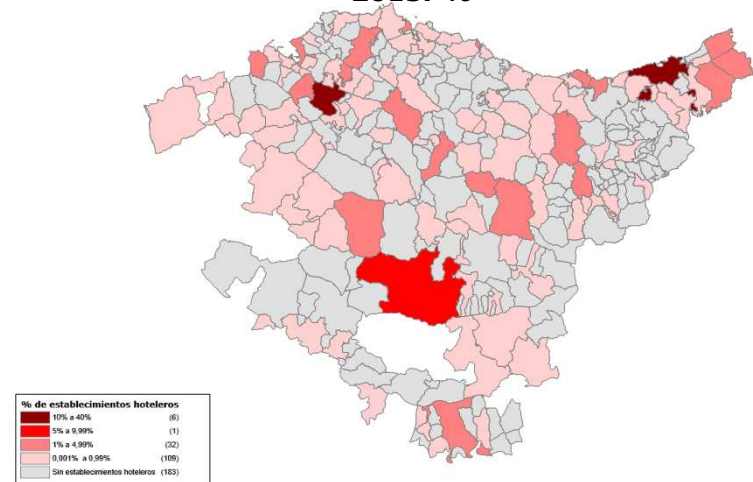 % de establecimientos hoteleros
10% a 40% (6)
5% a 9,99% (1)
1% a 4,99% (32)
0,001% a 0,99% (109)
Sin establecimientos hoteleros (183)